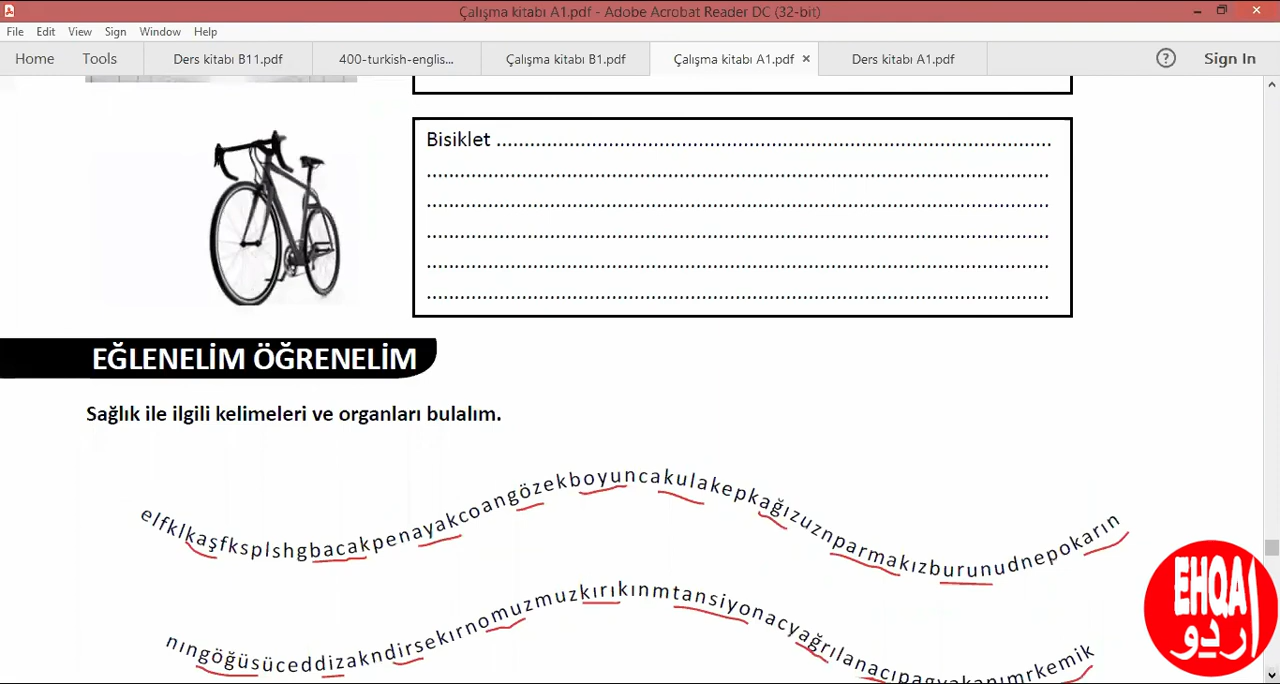 Çalışma kitabı A1.pdf - Adobe Acrobat Reader DC (32-bit)
File Edit View Sign Window Help
Home Tools Ders kitabı B11.pdf 400-turkish-englis... Çalışma kitabı B1.pdf Çalışma kitabı A1.pdf × Ders kitabı A1.pdf ? Sign In
Bisiklet ....................
EĞLENELİM ÖĞRENELİM
Sağlık ile ilgili kelimeleri ve organları bulalım.
elfklkaşfksplshgbacakpenayakcoangözekboyuncakulakepkağızuznparmakızburunudnepokarın
nıngöğüsüceddizakndirsekırnomuzmuzkırıkınmtansiyonacyağrılanacıpagyakanımrkemik
EHQA
اردو